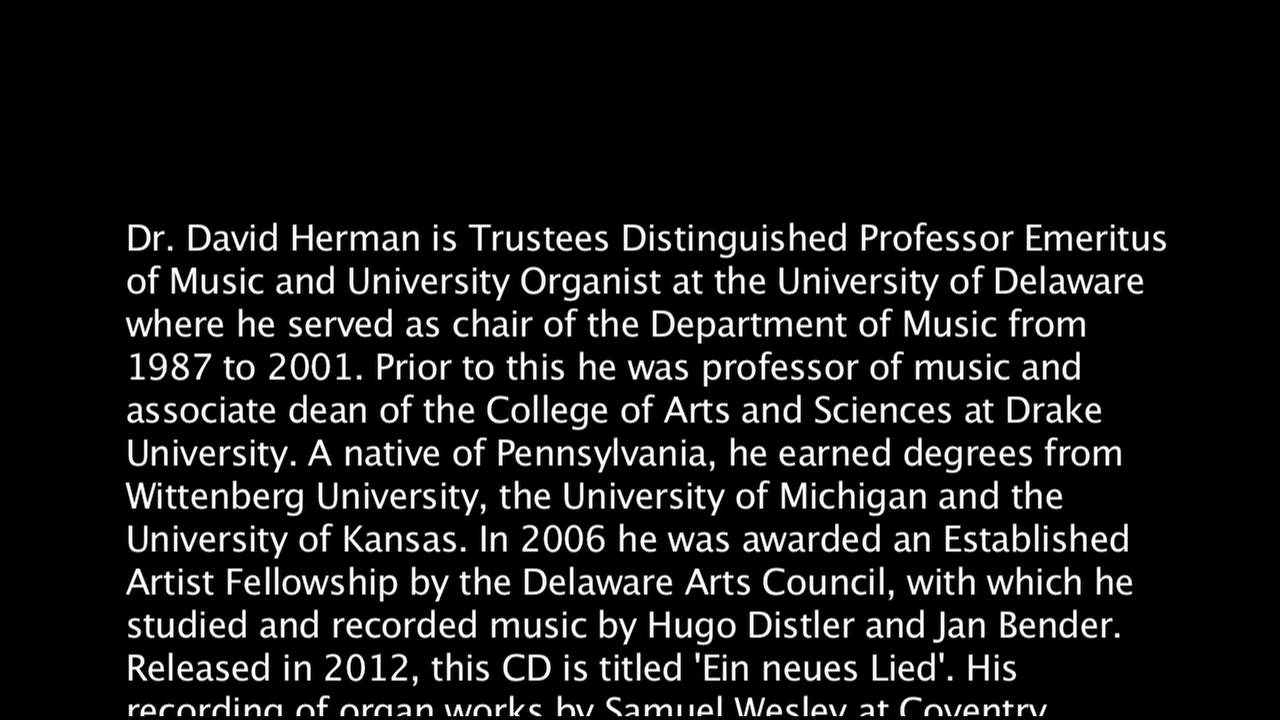 Dr. David Herman is Trustees Distinguished Professor Emeritus
of Music and University Organist at the University of Delaware
where he served as chair of the Department of Music from
1987 to 2001. Prior to this he was professor of music and
associate dean of the College of Arts and Sciences at Drake
University. A native of Pennsylvania, he earned degrees from
Wittenberg University, the University of Michigan and the
University of Kansas. In 2006 he was awarded an Established
Artist Fellowship by the Delaware Arts Council, with which he
studied and recorded music by Hugo Distler and Jan Bender.
Released in 2012, this CD is titled 'Ein neues Lied'. His
recording of organ works by Samuel Wesley at Coventry